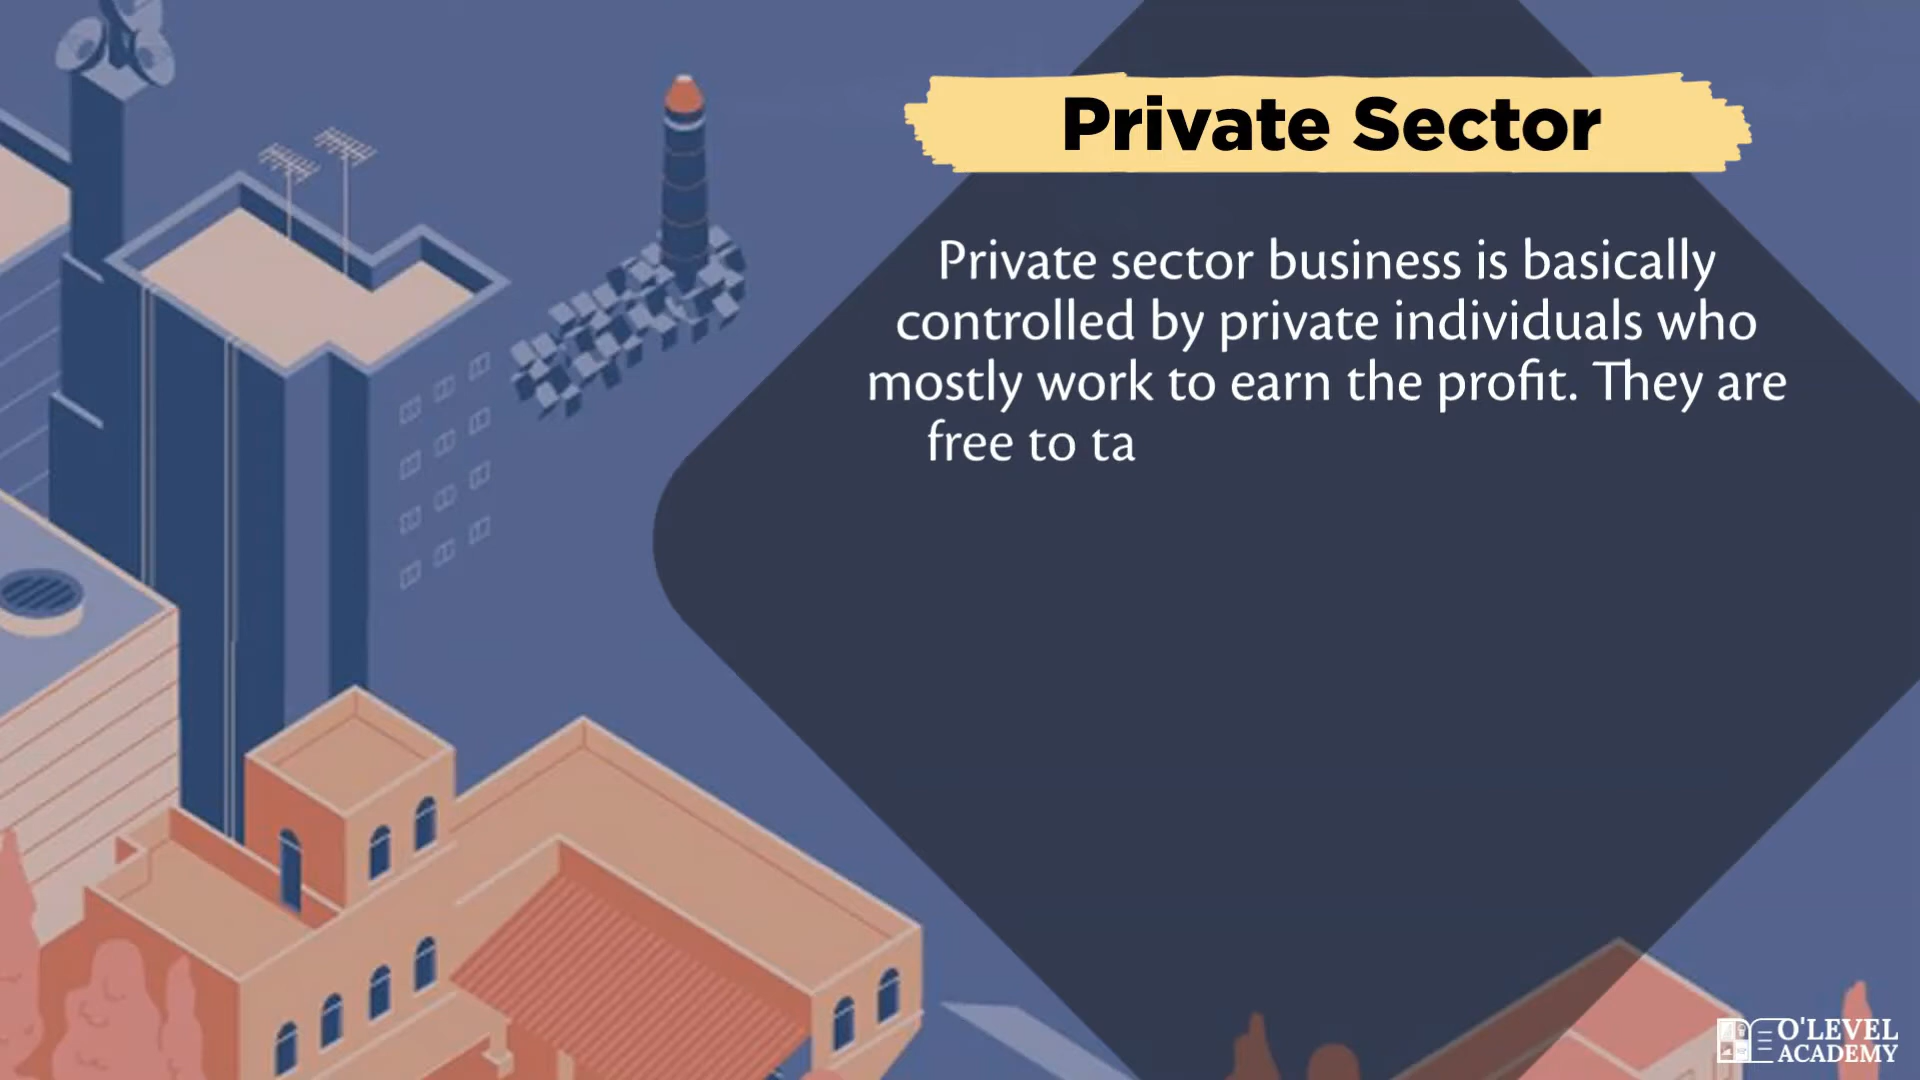 Private Sector
Private sector business is basically
controlled by private individuals who
mostly work to earn the profit. They are
free to ta
O'LEVEL
ACADEMY